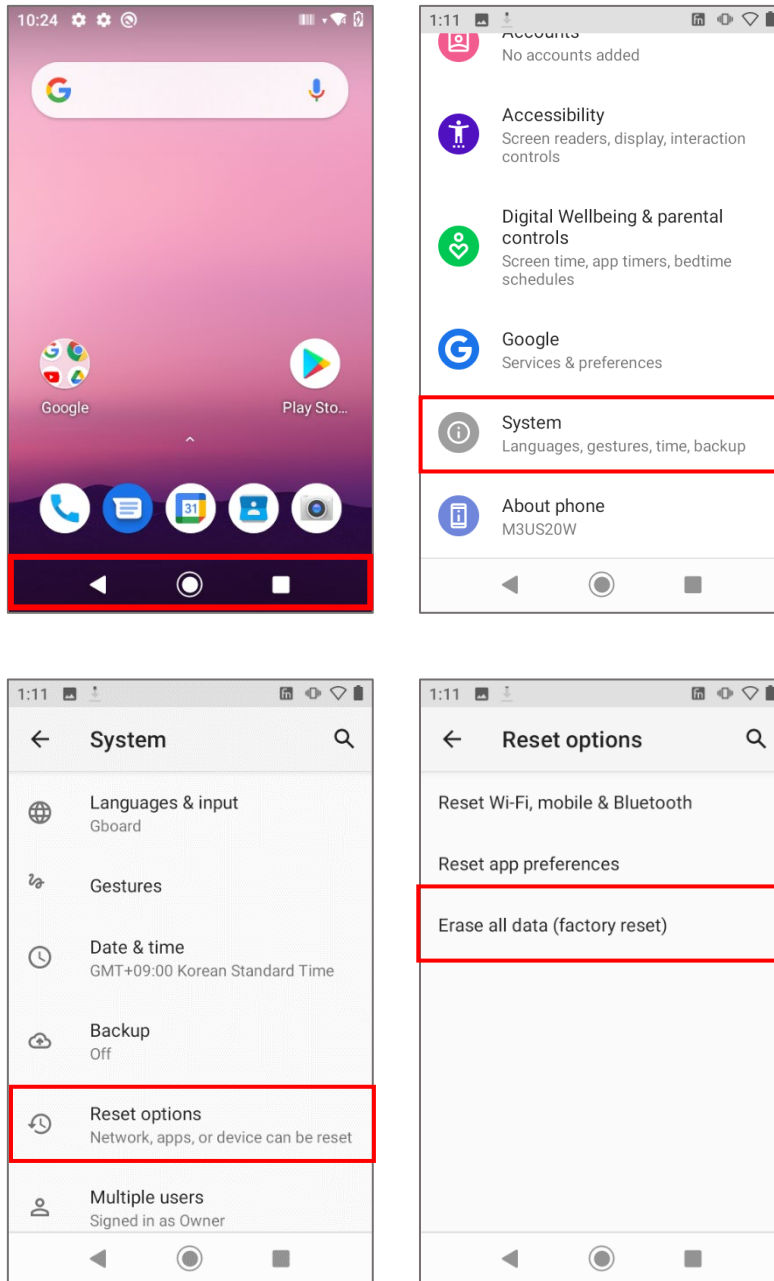 10:24
Google
Play Sto...
31
1:11
Accounts
No accounts added
Accessibility
Screen readers, display, interaction
controls
Digital Wellbeing & parental
controls
Screen time, app timers, bedtime
schedules
Google
Services & preferences
System
Languages, gestures, time, backup
About phone
M3US20W
1:11
System
Languages & input
Gboard
Gestures
Date & time
GMT+09:00 Korean Standard Time
Backup
Off
Reset options
Network, apps, or device can be reset
Multiple users
Signed in as Owner
1:11
Reset options
Reset Wi-Fi, mobile & Bluetooth
Reset app preferences
Erase all data (factory reset)